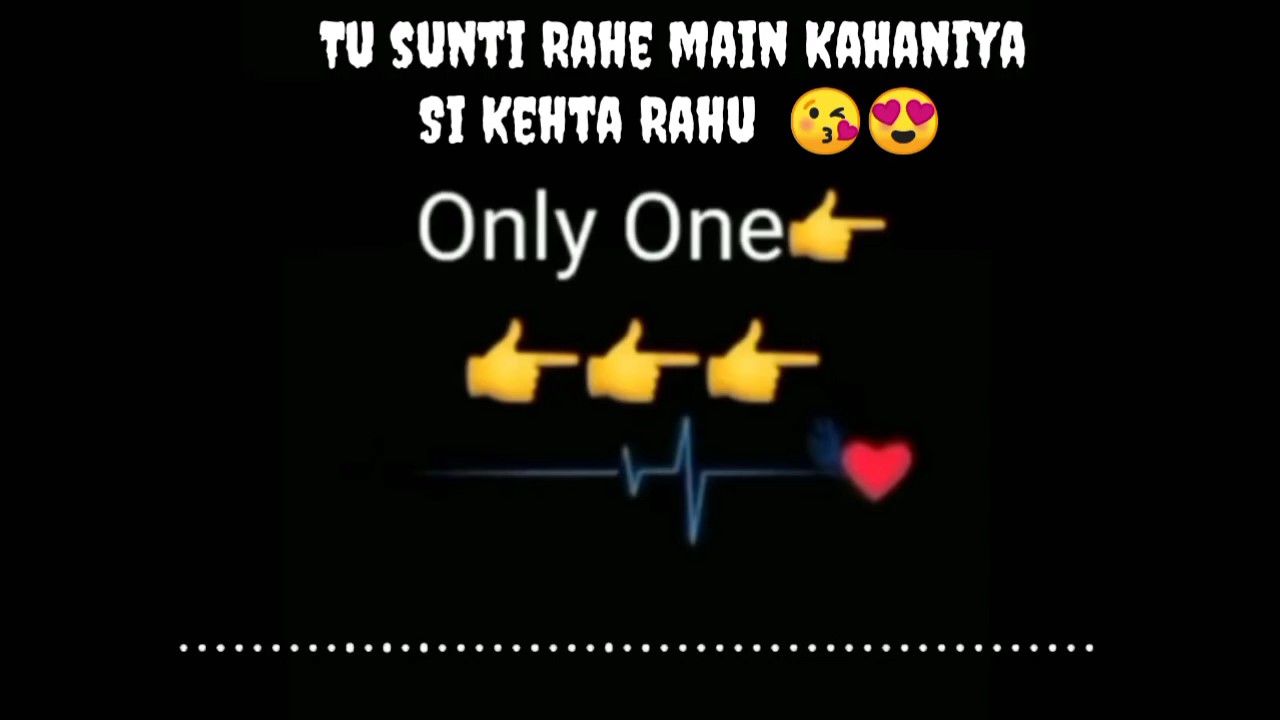 TU SUNTI RAHE MAIN KAHANIYA
SI KEHTA RAHU 😘😍
Only One👉
👉👉👉